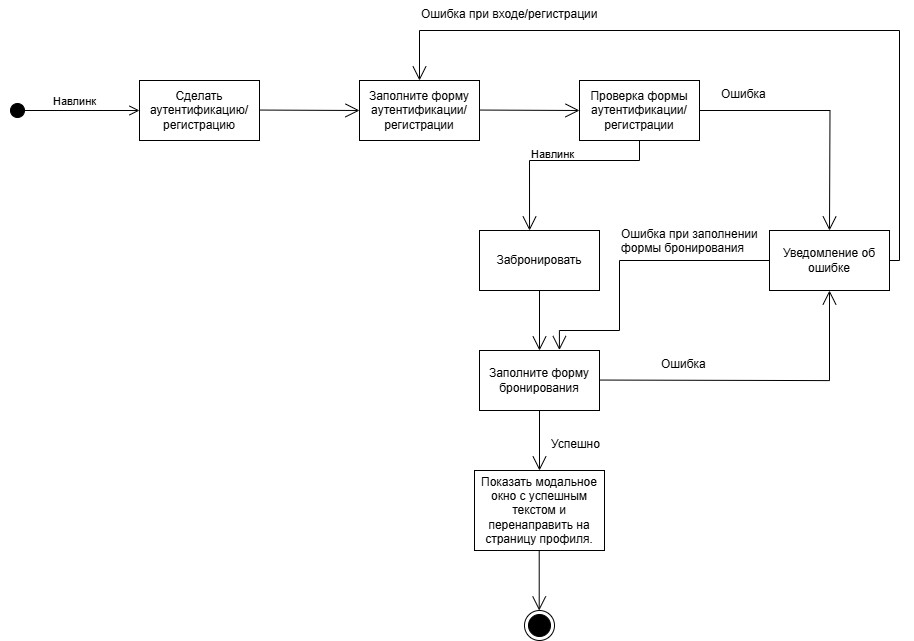 Ошибка при входе/регистрации
Навлинк
Сделать
аутентификацию/
регистрацию
Заполните форму
аутентификации/
регистрации
Проверка формы
аутентификации/
регистрации
Ошибка
Навлинк
Забронировать
Ошибка при заполнении
формы бронирования
Уведомление об
ошибке
Заполните форму
бронирования
Ошибка
Успешно
Показать модальное
окно с успешным
текстом и
перенаправить на
страницу профиля.